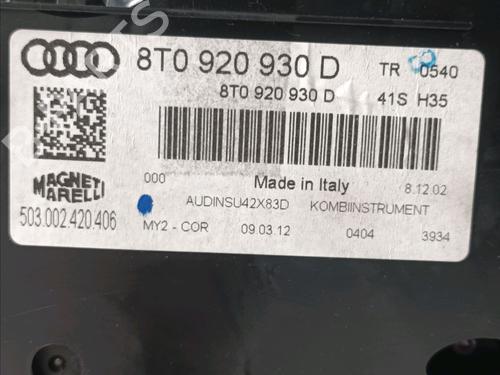 8T0 920 930 D TR 0540
8T0 920 930 D 41S H35
000 Made in Italy 8.12.02
MAGNETI
MARELLI
AUDINSU42X83D KOMBIINSTRUMENT
503.002.420.406
MY2 - COR 09.03.12 0404 3934